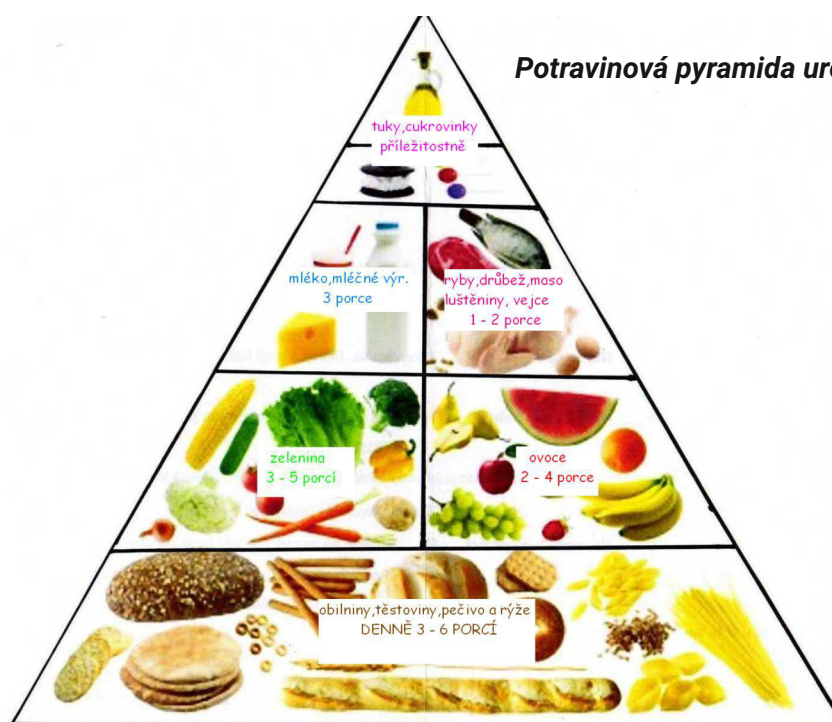 Potravinová pyramida
tuky,cukrovinky
příležitostně
mléko,mléčné výr.
3 porce
ryby,drůbež,maso
luštěniny, vejce
1 - 2 porce
zelenina
3 - 5 porcí
ovoce
2 - 4 porce
obilniny,těstoviny,pečivo a rýže
DENNĚ 3 - 6 PORCÍ